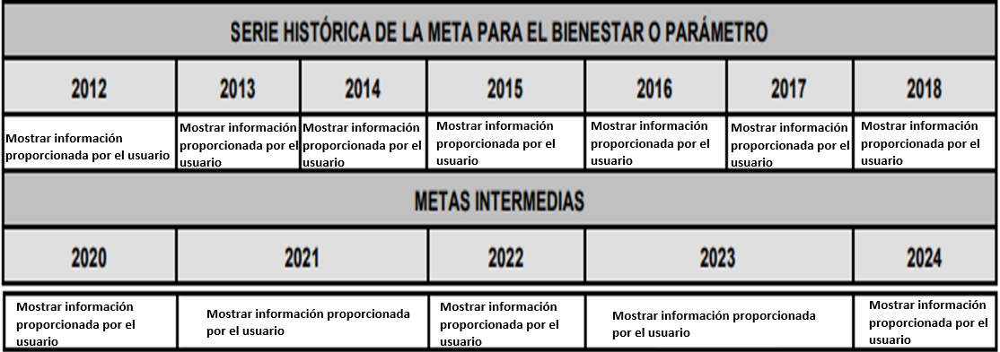 SERIE HISTÓRICA DE LA META PARA EL BIENESTAR O PARÁMETRO
2012 2013 2014 2015 2016 2017 2018
Mostrar información
proporcionada por el usuario
Mostrar información
proporcionada por el
usuario
Mostrar información
proporcionada por el
usuario
Mostrar información
proporcionada por el
usuario
Mostrar información
proporcionada por el
usuario
Mostrar información
proporcionada por el
usuario
Mostrar información
proporcionada por el
usuario
METAS INTERMEDIAS
2020 2021 2022 2023 2024
Mostrar información
proporcionada por el
usuario
Mostrar información proporcionada
por el usuario
Mostrar información
proporcionada por el
usuario
Mostrar información proporcionada
por el usuario
Mostrar información
proporcionada por el
usuario